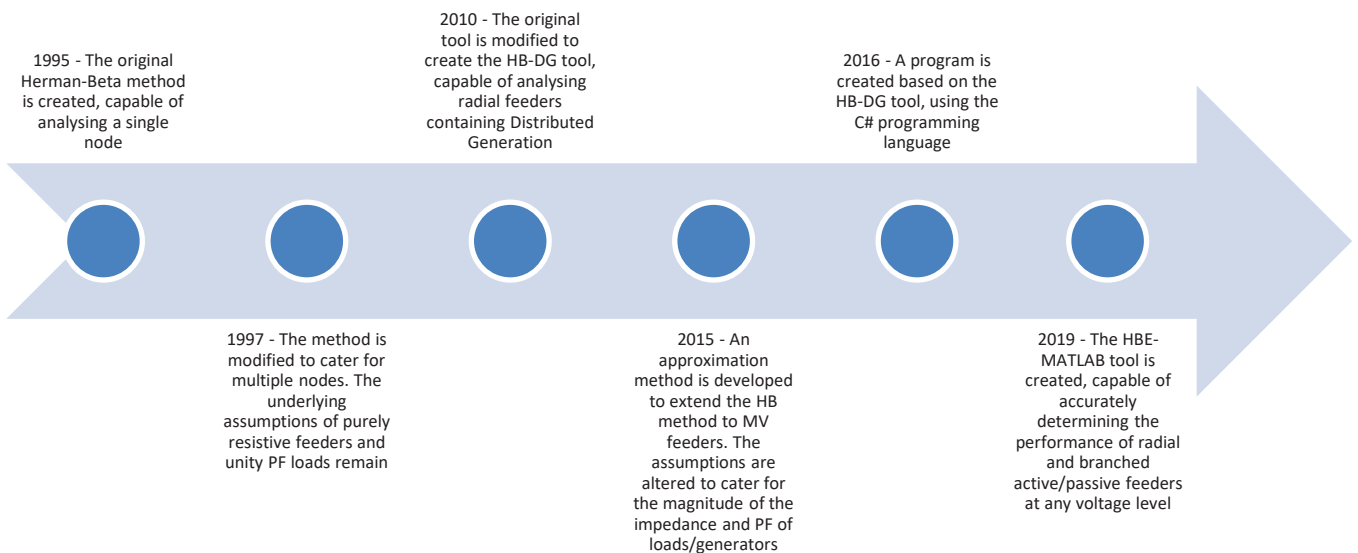 1995 - The original
Herman-Beta method
is created, capable of
analysing a single
node
1997 - The method is
modified to cater for
multiple nodes. The
underlying
assumptions of purely
resistive feeders and
unity PF loads remain
2010 - The original
tool is modified to
create the HB-DG tool,
capable of analysing
radial feeders
containing Distributed
Generation
2015 - An
approximation
method is developed
to extend the HB
method to MV
feeders. The
assumptions are
altered to cater for
the magnitude of the
impedance and PF of
loads/generators
2016 - A program is
created based on the
HB-DG tool, using the
C# programming
language
2019 - The HBE-
MATLAB tool is
created, capable of
accurately
determining the
performance of radial
and branched
active/passive feeders
at any voltage level